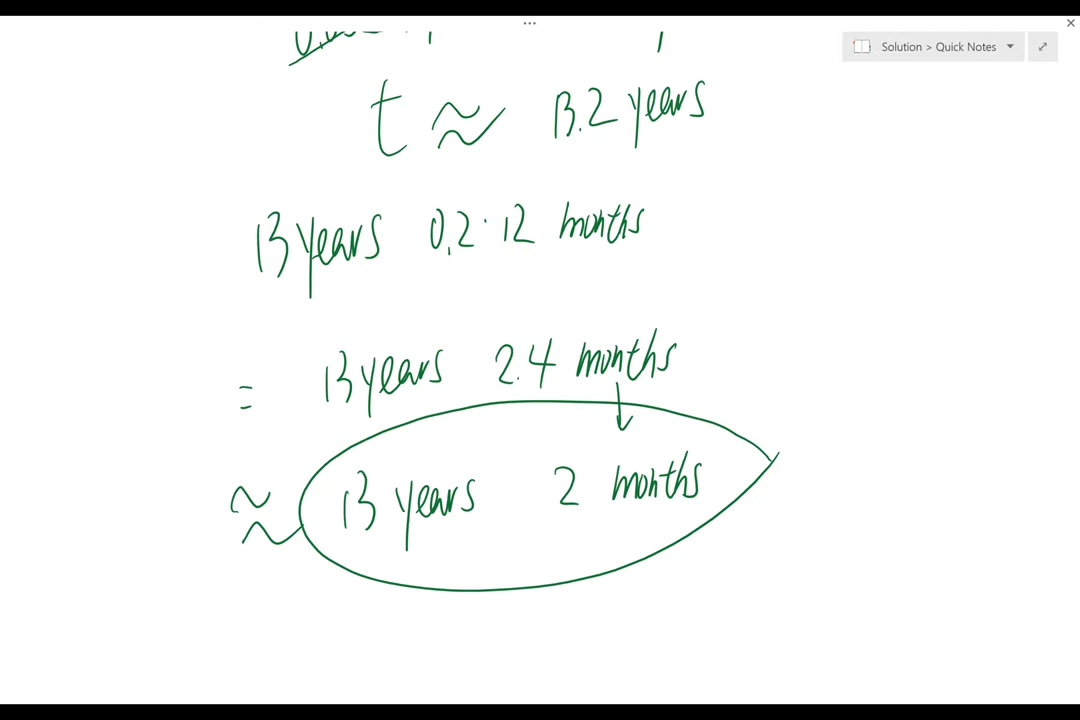 Solution > Quick Notes
t ≈ 13.2 years
13 years 0.2 · 12 months
= 13 years 2.4 months
≈ 13 years 2 months